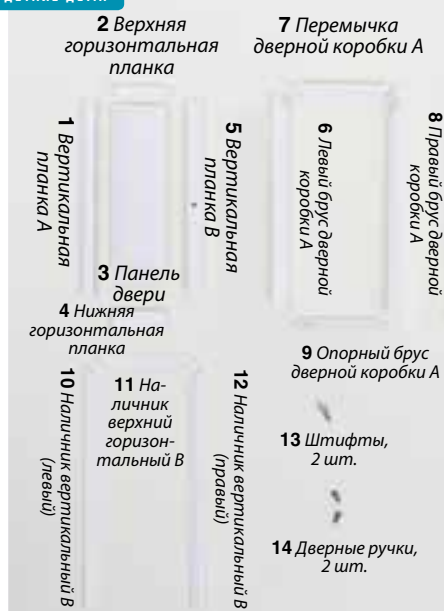 2 Верхняя
горизонтальная
планка
7 Перемычка
дверной коробки А
1 Вертикальная
планка А
5 Вертикальная
планка В
6 Левый брус дверной
коробки А
8 Правый брус дверной
коробки А
3 Панель
двери
4 Нижняя
горизонтальная
планка
9 Опорный брус
дверной коробки А
10 Наличник вертикальный В
(левый)
11 На-
личник
верхний
горизон-
тальный В
12 Наличник вертикальный В
(правый)
13 Штифты,
2 шт.
14 Дверные ручки,
2 шт.